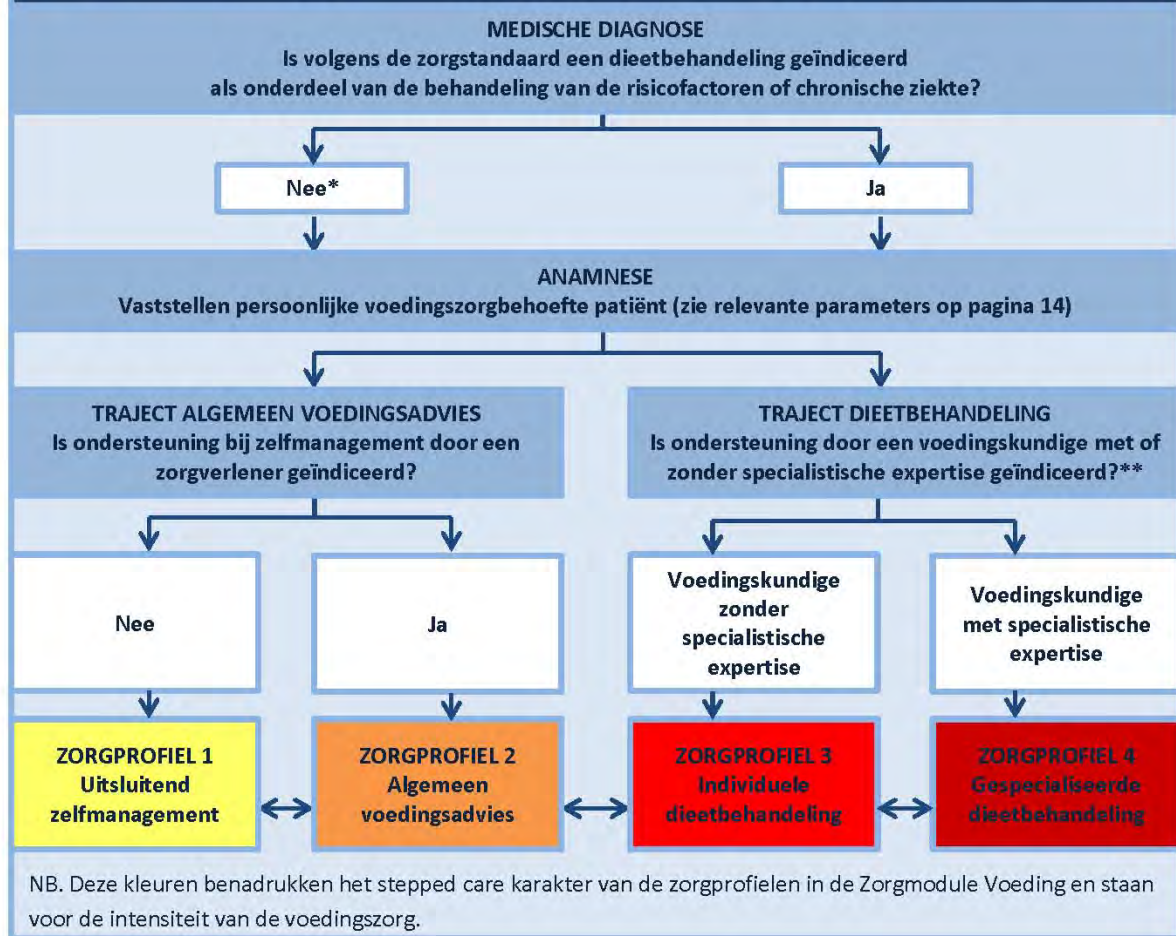 MEDISCHE DIAGNOSE
Is volgens de zorgstandaard een dieetbehandeling geïndiceerd
als onderdeel van de behandeling van de risicofactoren of chronische ziekte?
Nee*
Ja
ANAMNESE
Vaststellen persoonlijke voedingszorgbehoefte patiënt (zie relevante parameters op pagina 14)
TRAJECT ALGEMEEN VOEDINGSADVIES
Is ondersteuning bij zelfmanagement door een
zorgverlener geïndiceerd?
TRAJECT DIEETBEHANDELING
Is ondersteuning door een voedingskundige met of
zonder specialistische expertise geïndiceerd?**
Nee
Ja
Voedingskundige
zonder
specialistische
expertise
Voedingskundige
met specialistische
expertise
ZORGPROFIEL 1
Uitsluitend
zelfmanagement
ZORGPROFIEL 2
Algemeen
voedingsadvies
ZORGPROFIEL 3
Individuele
dieetbehandeling
ZORGPROFIEL 4
Gespecialiseerde
dieetbehandeling
NB. Deze kleuren benadrukken het stepped care karakter van de zorgprofielen in de Zorgmodule Voeding en staan
voor de intensiteit van de voedingszorg.